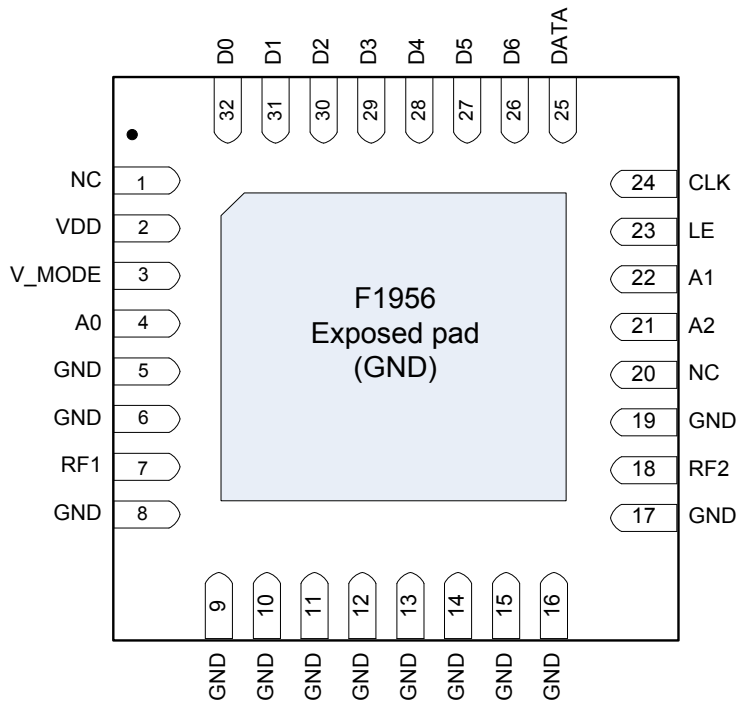 D0 D1 D2 D3 D4 D5 D6 DATA
32 31 30 29 28 27 26 25
NC 1
VDD 2
V_MODE 3
A0 4
GND 5
GND 6
RF1 7
GND 8
F1956
Exposed pad
(GND)
24 CLK
23 LE
22 A1
21 A2
20 NC
19 GND
18 RF2
17 GND
9 10 11 12 13 14 15 16
GND GND GND GND GND GND GND GND